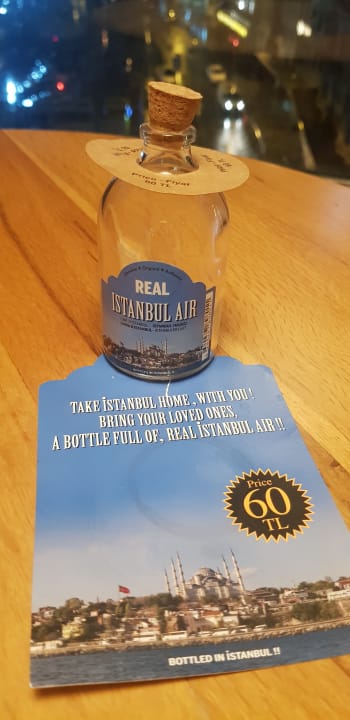 Price - Fiyat
60 TL
REAL
ISTANBUL AIR
TAKE İSTANBUL HOME ,WITH YOU !
BRING YOUR LOVED ONES,
A BOTTLE FULL OF, REAL İSTANBUL AIR !!
Price
60
TL
BOTTLED IN İSTANBUL !!